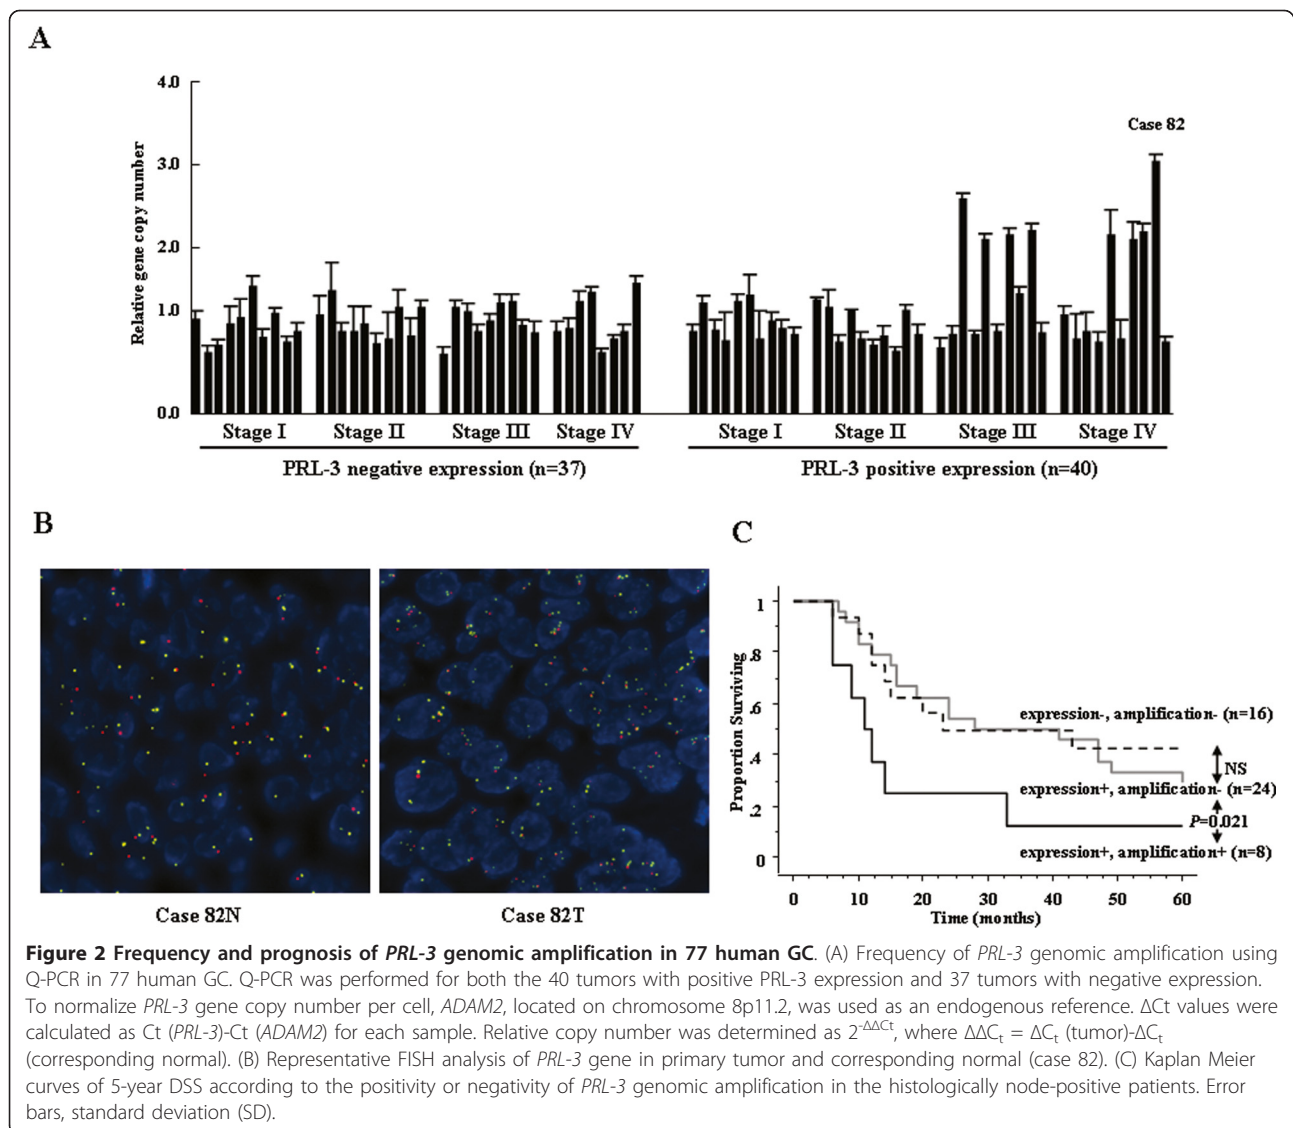 A
4.0
3.0
2.0
1.0
0.0
Relative gene copy number
Case 82
Stage I Stage II Stage III Stage IV Stage I Stage II Stage III Stage IV
PRL-3 negative expression (n=37) PRL-3 positive expression (n=40)
B
Case 82N Case 82T
C
Proportion Surviving
1
.8
.6
.4
.2
0
expression-, amplification- (n=16)
NS
expression+, amplification- (n=24)
P=0.021
expression+, amplification+ (n=8)
0 10 20 30 40 50 60
Time (months)
Figure 2 Frequency and prognosis of PRL-3 genomic amplification in 77 human GC. (A) Frequency of PRL-3 genomic amplification using
Q-PCR in 77 human GC. Q-PCR was performed for both the 40 tumors with positive PRL-3 expression and 37 tumors with negative expression.
To normalize PRL-3 gene copy number per cell, ADAM2, located on chromosome 8p11.2, was used as an endogenous reference. ΔCt values were
calculated as Ct (PRL-3)-Ct (ADAM2) for each sample. Relative copy number was determined as 2-ΔΔCt, where ΔΔCt = ΔCt (tumor)-ΔCt
(corresponding normal). (B) Representative FISH analysis of PRL-3 gene in primary tumor and corresponding normal (case 82). (C) Kaplan Meier
curves of 5-year DSS according to the positivity or negativity of PRL-3 genomic amplification in the histologically node-positive patients. Error
bars, standard deviation (SD).